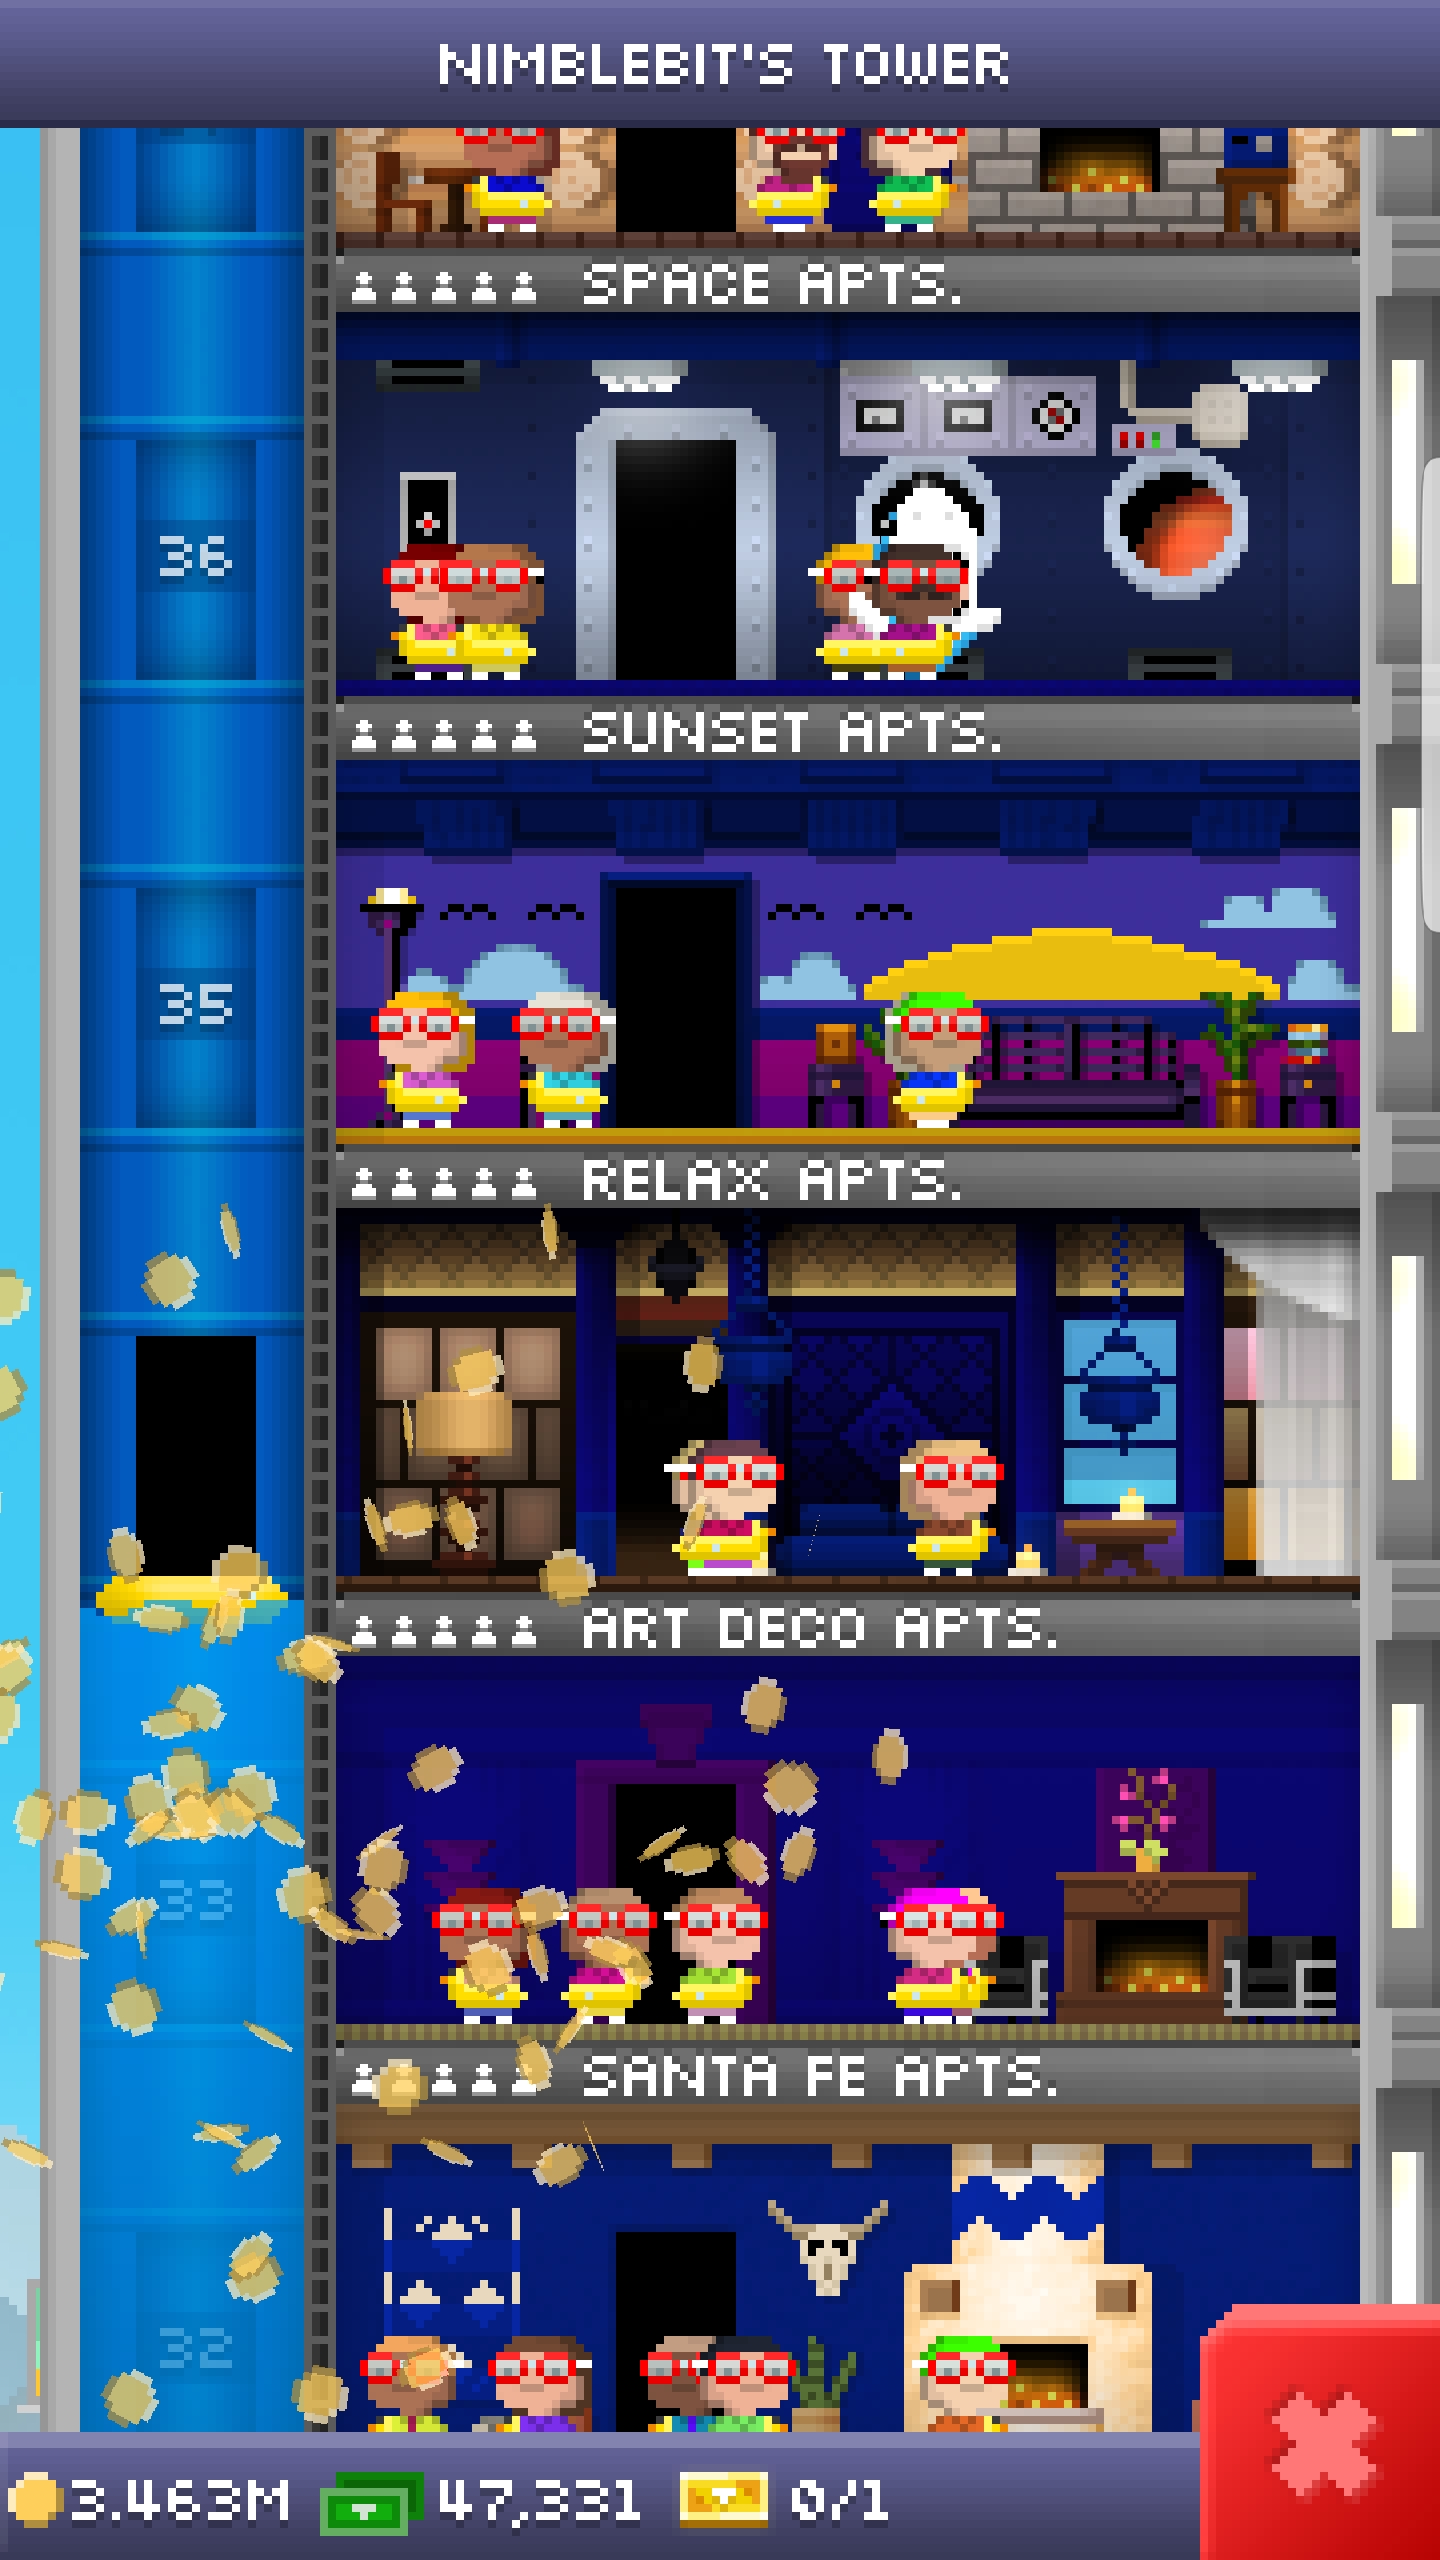 NIMBLEBIT'S TOWER
SPACE APTS.
36
SUNSET APTS.
35
RELAX APTS.
ART DECO APTS.
33
SANTA FE APTS.
32
3.463M 47,331 0/1